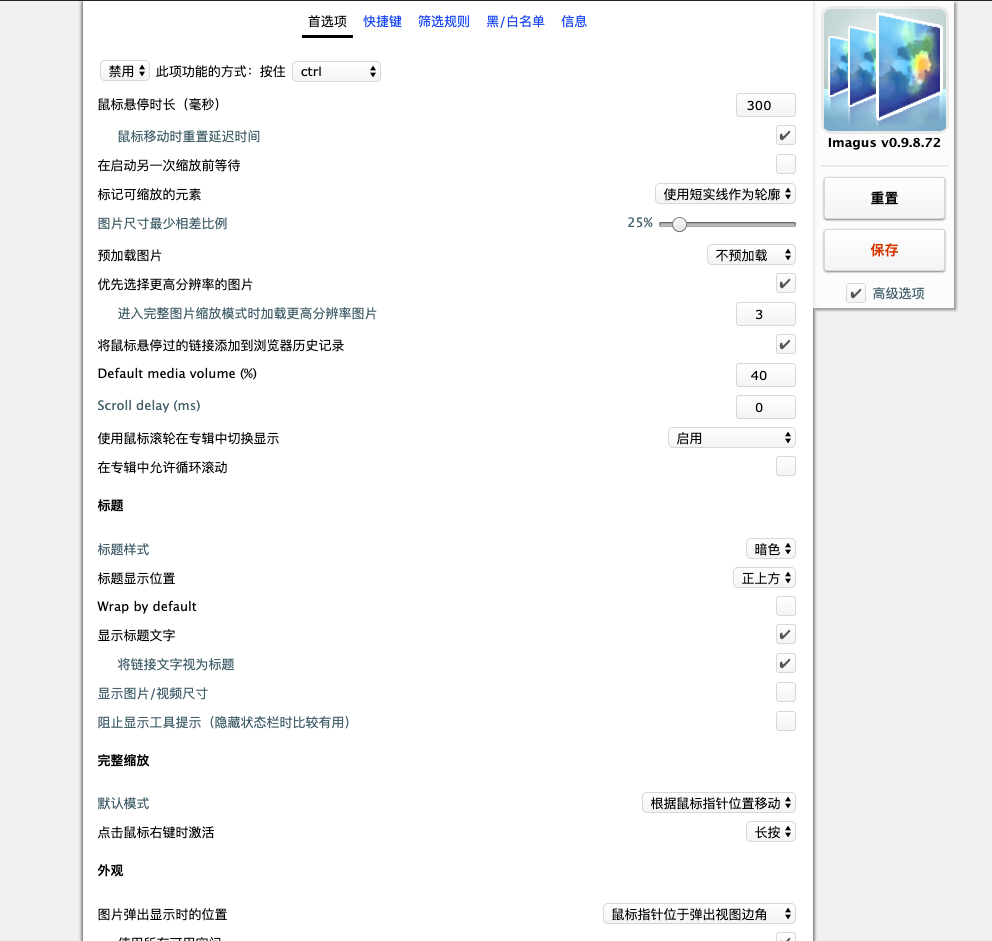 首选项 快捷键 筛选规则 黑/白名单 信息
禁用 此项功能的方式：按住 ctrl
鼠标悬停时长（毫秒） 300
鼠标移动时重置延迟时间
在启动另一次缩放前等待
标记可缩放的元素 使用短实线作为轮廓
图片尺寸最少相差比例 25%
预加载图片 不预加载
优先选择更高分辨率的图片
进入完整图片缩放模式时加载更高分辨率图片 3
将鼠标悬停过的链接添加到浏览器历史记录
Default media volume (%) 40
Scroll delay (ms) 0
使用鼠标滚轮在专辑中切换显示 启用
在专辑中允许循环滚动
标题
标题样式 暗色
标题显示位置 正上方
Wrap by default
显示标题文字
将链接文字视为标题
显示图片/视频尺寸
阻止显示工具提示（隐藏状态栏时比较有用）
完整缩放
默认模式 根据鼠标指针位置移动
点击鼠标右键时激活 长按
外观
图片弹出显示时的位置 鼠标指针位于弹出视图边角
Imagus v0.9.8.72
重置
保存
高级选项